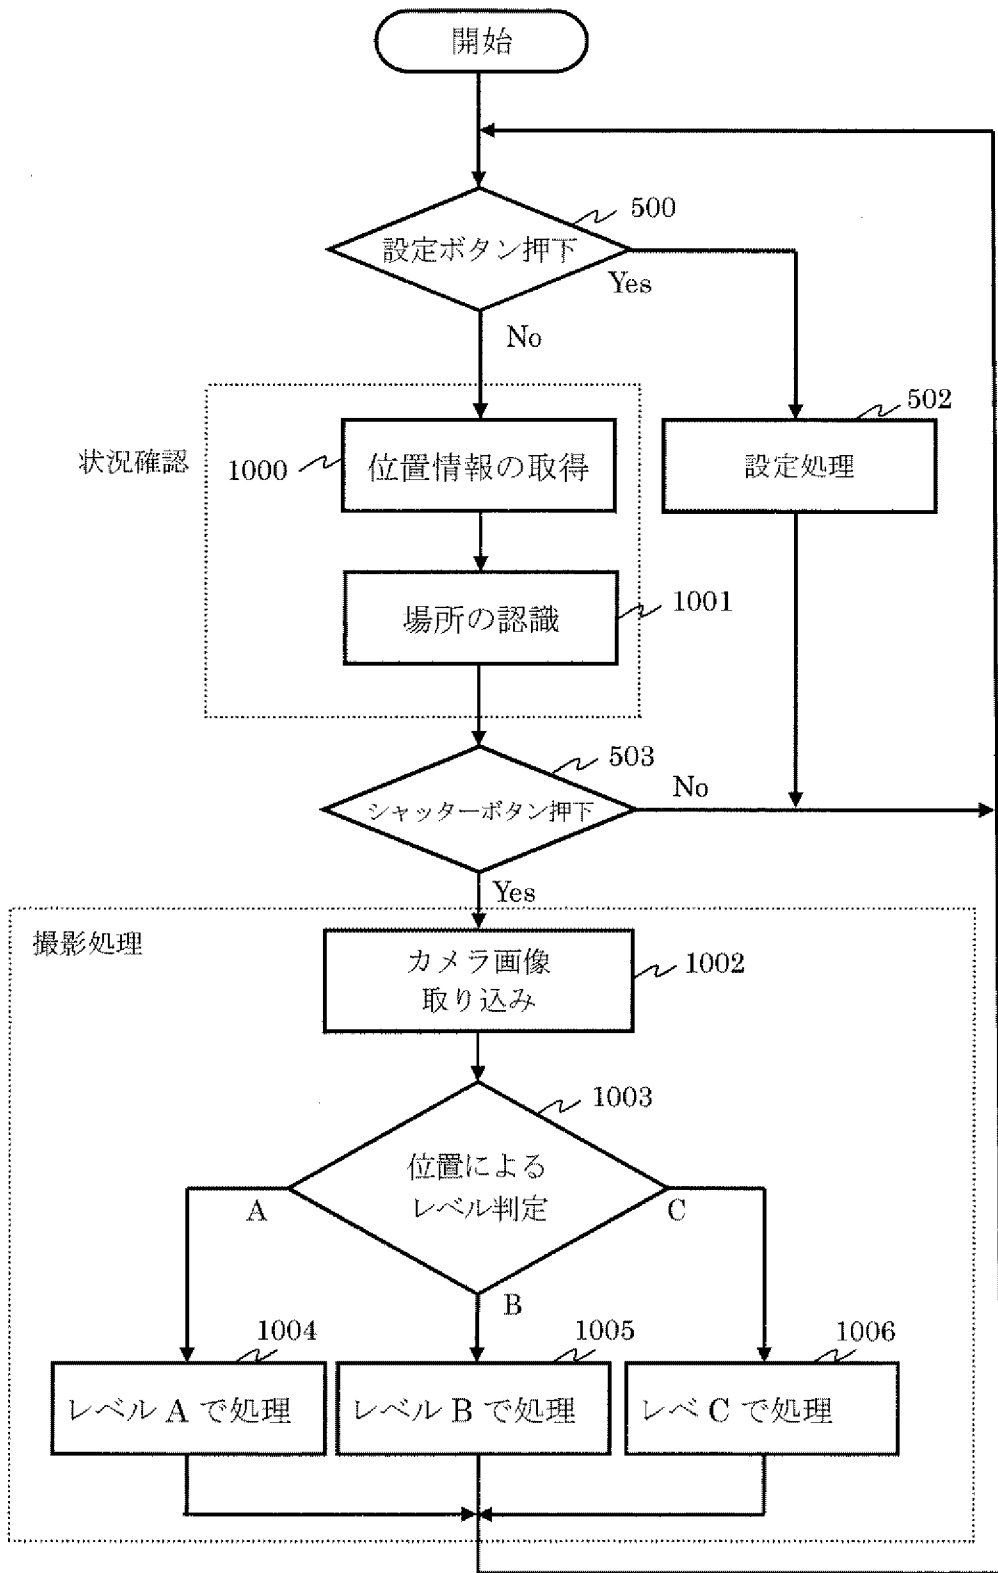 開始
500
設定ボタン押下
Yes
No
502
状況確認
1000
位置情報の取得
設定処理
場所の認識
1001
503
シャッターボタン押下
No
Yes
撮影処理
カメラ画像
取り込み
1002
1003
位置による
レベル判定
A
C
B
1004
1005
1006
レベル A で処理
レベル B で処理
レベ C で処理